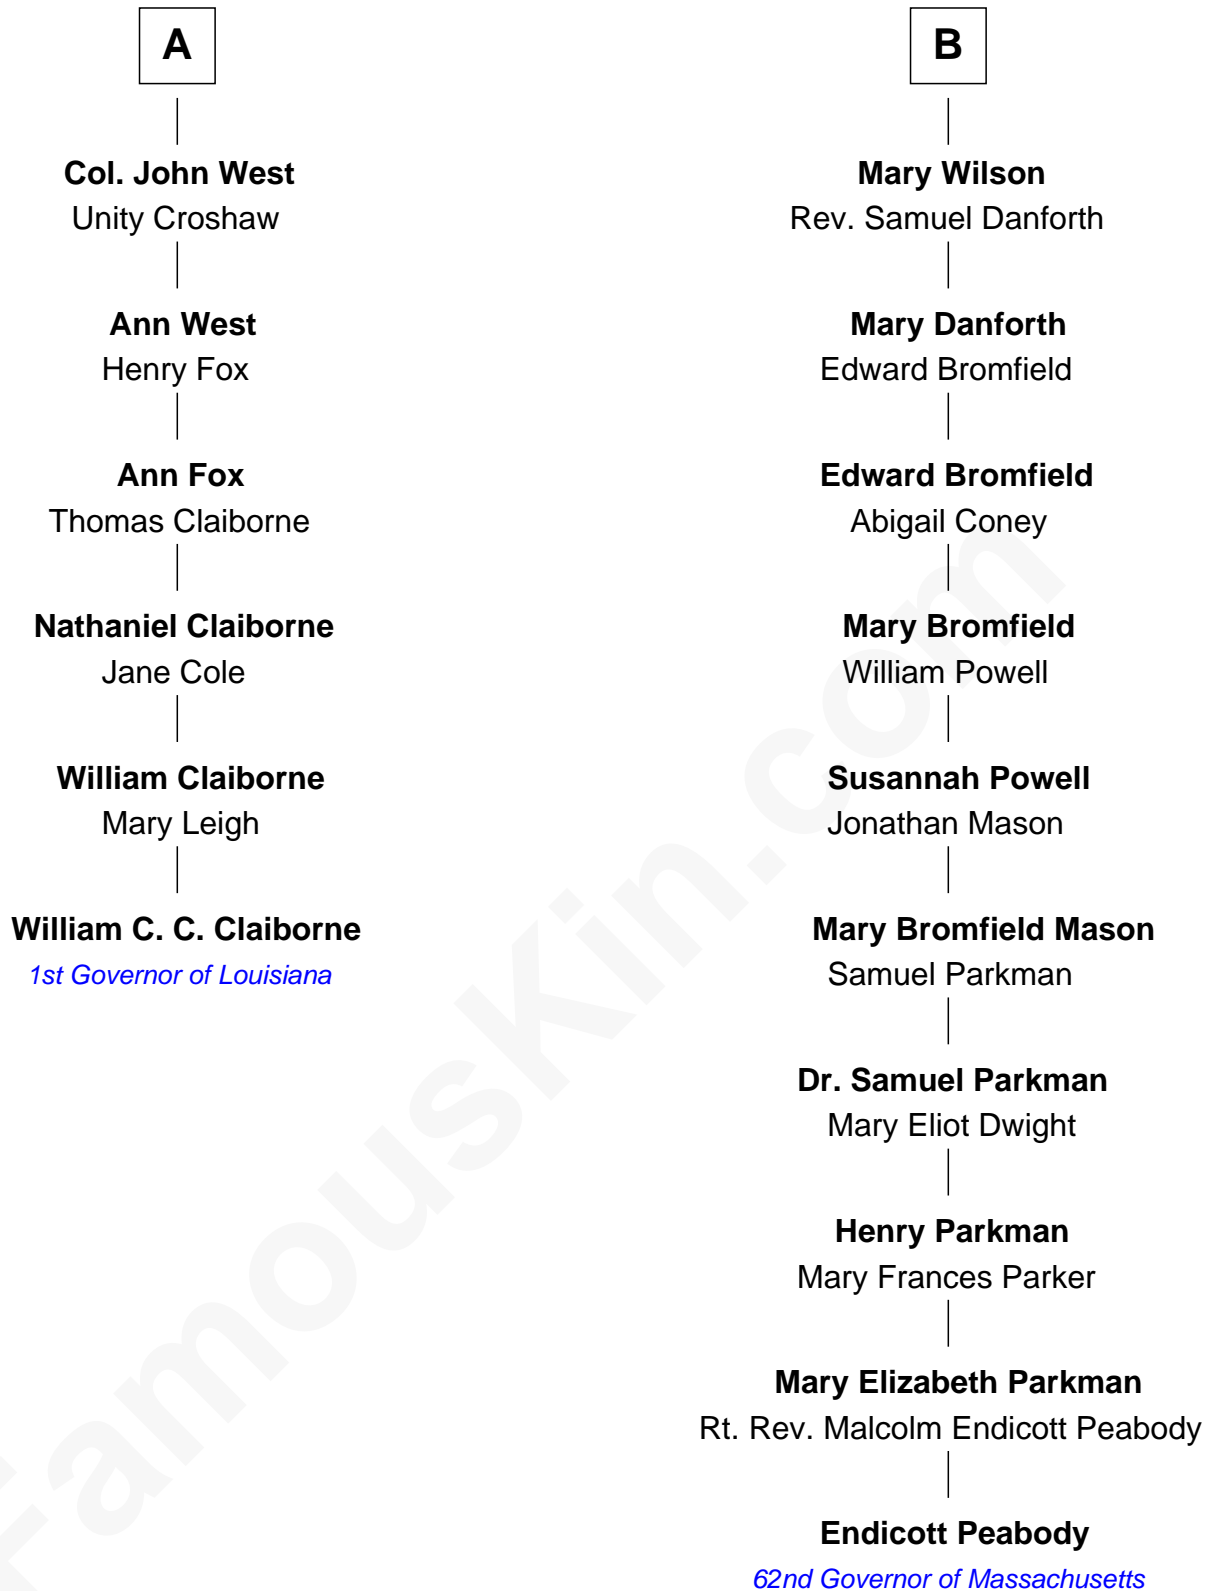 A
Col. John West
Unity Croshaw
Ann West
Henry Fox
Ann Fox
Thomas Claiborne
Nathaniel Claiborne
Jane Cole
William Claiborne
Mary Leigh
William C. C. Claiborne
1st Governor of Louisiana
B
Mary Wilson
Rev. Samuel Danforth
Mary Danforth
Edward Bromfield
Edward Bromfield
Abigail Coney
Mary Bromfield
William Powell
Susannah Powell
Jonathan Mason
Mary Bromfield Mason
Samuel Parkman
Dr. Samuel Parkman
Mary Eliot Dwight
Henry Parkman
Mary Frances Parker
Mary Elizabeth Parkman
Rt. Rev. Malcolm Endicott Peabody
Endicott Peabody
62nd Governor of Massachusetts
FamousKin.com